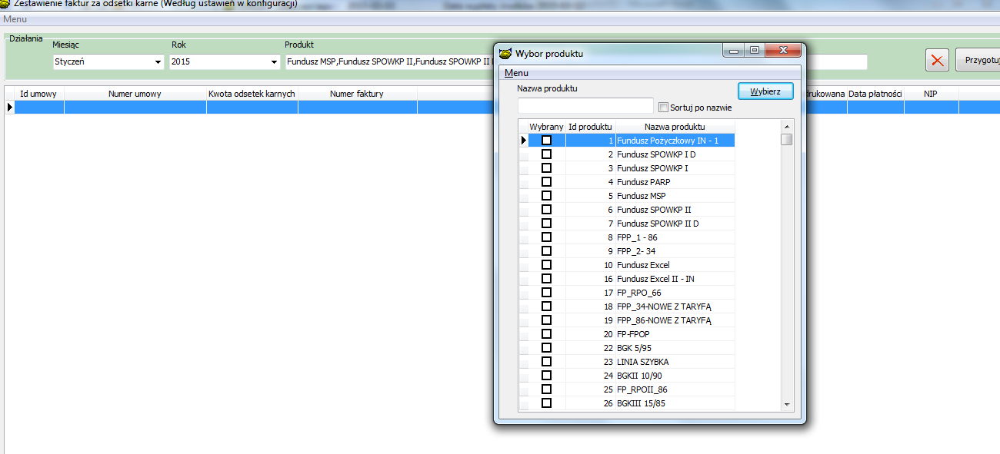 Zestawienie faktur za odsetki karne (Według ustawień w konfiguracji)
Menu
Działania
Miesiąc Rok Produkt
Styczeń 2015 Fundusz MSP,Fundusz SPOWKP II,Fundusz SPOWKP II
Przygotuj
Id umowy Numer umowy Kwota odsetek karnych Numer faktury
drukowana Data płatności NIP
Wybor produktu
Menu
Nazwa produktu
Wybierz
Sortuj po nazwie
Wybrany Id produktu Nazwa produktu
1 Fundusz Pożyczkowy IN - 1
2 Fundusz SPOWKP I D
3 Fundusz SPOWKP I
4 Fundusz PARP
5 Fundusz MSP
6 Fundusz SPOWKP II
7 Fundusz SPOWKP II D
8 FPP_1 - 86
9 FPP_2- 34
10 Fundusz Excel
16 Fundusz Excel II - IN
17 FP_RPO_66
18 FPP_34-NOWE Z TARYFĄ
19 FPP_86-NOWE Z TARYFĄ
20 FP-FPOP
22 BGK 5/95
23 LINIA SZYBKA
24 BGKII 10/90
25 FP_RPOII_86
26 BGKIII 15/85